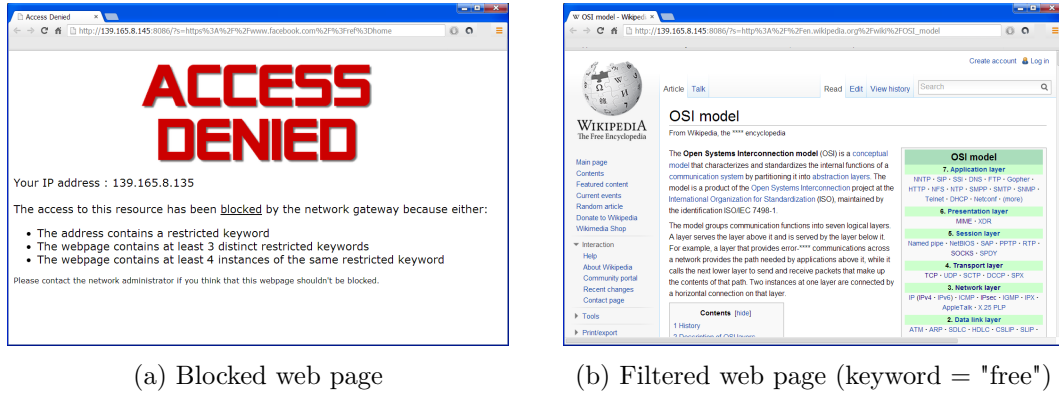 Access Denied
http://139.165.8.145:8086/?s=https%3A%2F%2Fwww.facebook.com%2F%3Fref%3Dhome
ACCESS
DENIED
Your IP address : 139.165.8.135
The access to this resource has been blocked by the network gateway because either:
• The address contains a restricted keyword
• The webpage contains at least 3 distinct restricted keywords
• The webpage contains at least 4 instances of the same restricted keyword
Please contact the network administrator if you think that this webpage shouldn't be blocked.
(a) Blocked web page
W OSI model - Wikipedi
http://139.165.8.145:8086/?s=http%3A%2F%2Fen.wikipedia.org%2Fwiki%2FOSI_model
Create account Log in
WIKIPEDIA
The Free Encyclopedia
Main page
Contents
Featured content
Current events
Random article
Donate to Wikipedia
Wikimedia Shop
Interaction
Help
About Wikipedia
Community portal
Recent changes
Contact page
Tools
Print/export
Article Talk Read Edit View history Search
OSI model
From Wikipedia, the **** encyclopedia
The Open Systems Interconnection model (OSI) is a conceptual
model that characterizes and standardizes the internal functions of a
communication system by partitioning it into abstraction layers. The
model is a product of the Open Systems Interconnection project at the
International Organization for Standardization (ISO), maintained by
the identification ISO/IEC 7498-1.
The model groups communication functions into seven logical layers.
A layer serves the layer above it and is served by the layer below it.
For example, a layer that provides error-**** communications across
a network provides the path needed by applications above it, while it
calls the next lower layer to send and receive packets that make up
the contents of that path. Two instances at one layer are connected by
a horizontal connection on that layer.
Contents [hide]
1 History
2 Description of OSI layers
OSI model
7. Application layer
NNTP · SIP · SSI · DNS · FTP · Gopher ·
HTTP · NFS · NTP · SMPP · SMTP · SNMP ·
Telnet · DHCP · Netconf · (more)
6. Presentation layer
MIME · XDR
5. Session layer
Named pipe · NetBIOS · SAP · PPTP · RTP ·
SOCKS · SPDY
4. Transport layer
TCP · UDP · SCTP · DCCP · SPX
3. Network layer
IP (IPv4 · IPv6) · ICMP · IPsec · IGMP · IPX ·
AppleTalk · X.25 PLP
2. Data link layer
ATM · ARP · SDLC · HDLC · CSLIP · SLIP ·
(b) Filtered web page (keyword = "free")